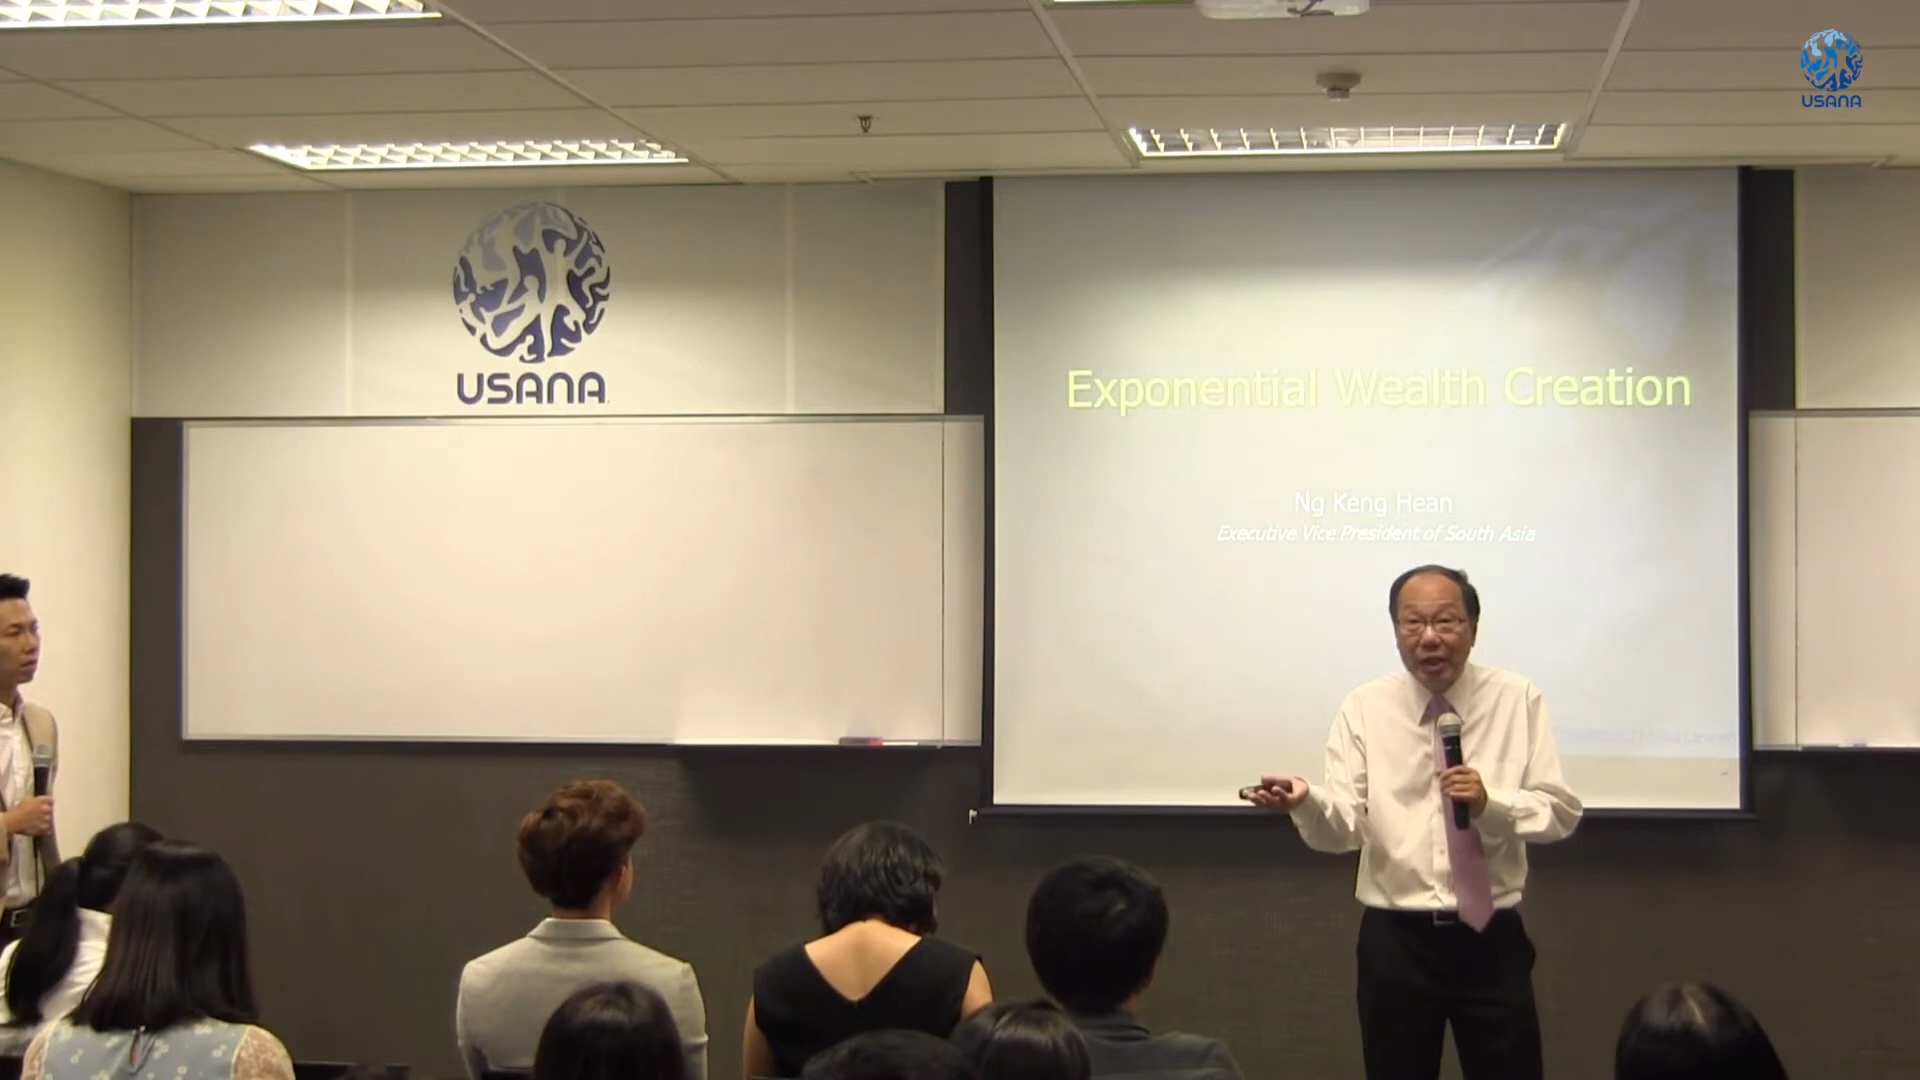 USANA
USANA
Exponential Wealth Creation
Ng Keng Hean
Executive Vice President of South Asia